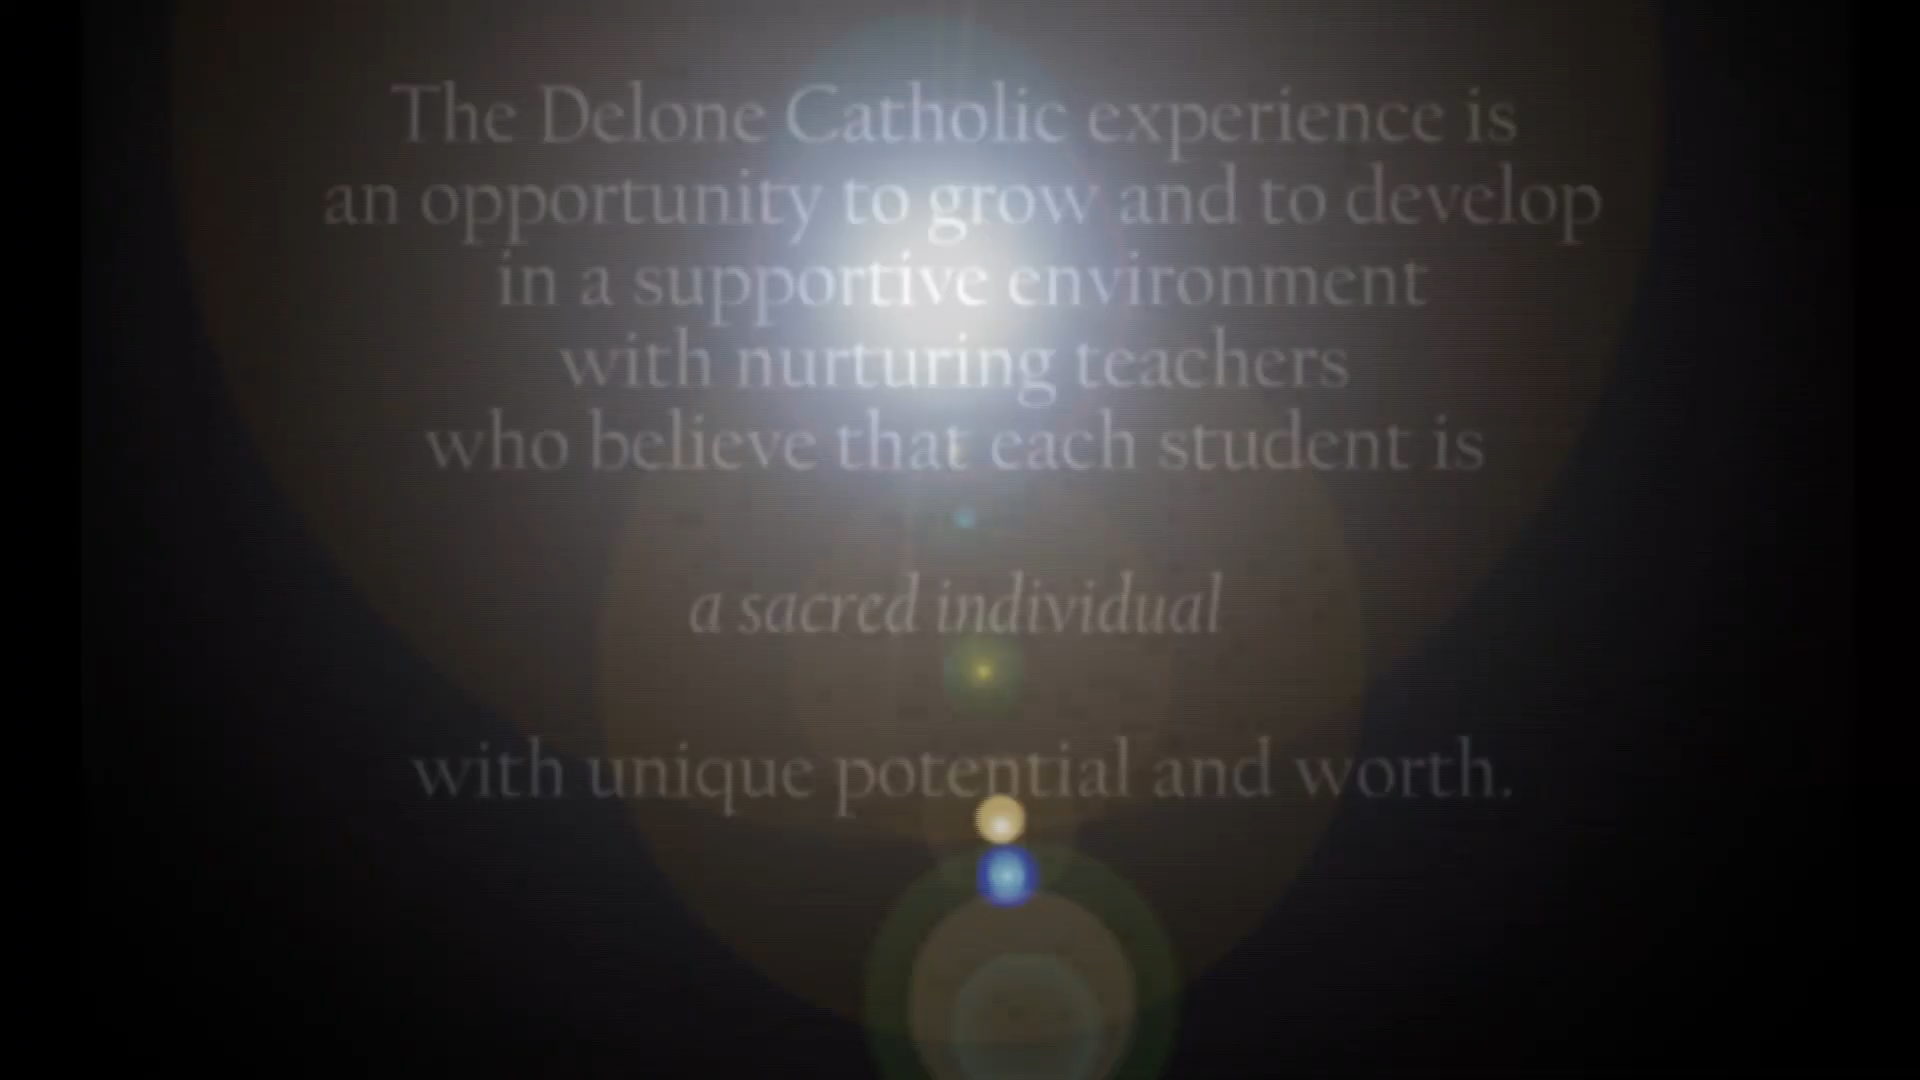 The Delone Catholic experience is
an opportunity to grow and to develop
in a supportive environment
with nurturing teachers
who believe that each student is
a sacred individual
with unique potential and worth.